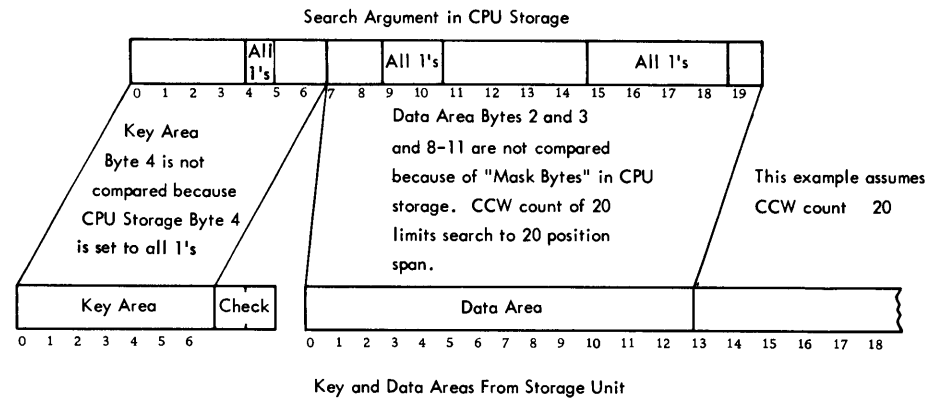 Search Argument in CPU Storage
All
1's
All 1's
All 1's
0 1 2 3 4 5 6 7 8 9 10 11 12 13 14 15 16 17 18 19
Key Area
Byte 4 is not
compared because
CPU Storage Byte 4
is set to all 1's
Data Area Bytes 2 and 3
and 8-11 are not compared
because of "Mask Bytes" in CPU
storage. CCW count of 20
limits search to 20 position
span.
This example assumes
CCW count 20
Key Area
Check
Data Area
0 1 2 3 4 5 6
0 1 2 3 4 5 6 7 8 9 10 11 12 13 14 15 16 17 18
Key and Data Areas From Storage Unit